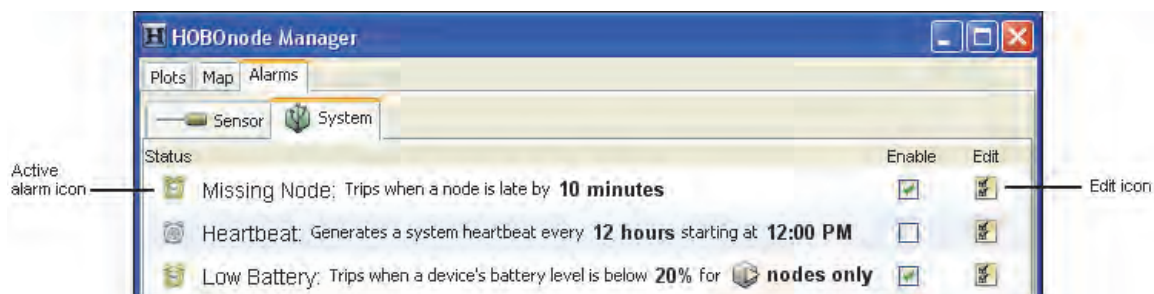 HOBOnode Manager
Plots Map Alarms
Sensor System
Status Enable Edit
Active
alarm icon
Missing Node: Trips when a node is late by 10 minutes
Edit icon
Heartbeat: Generates a system heartbeat every 12 hours starting at 12:00 PM
Low Battery: Trips when a device's battery level is below 20% for nodes only